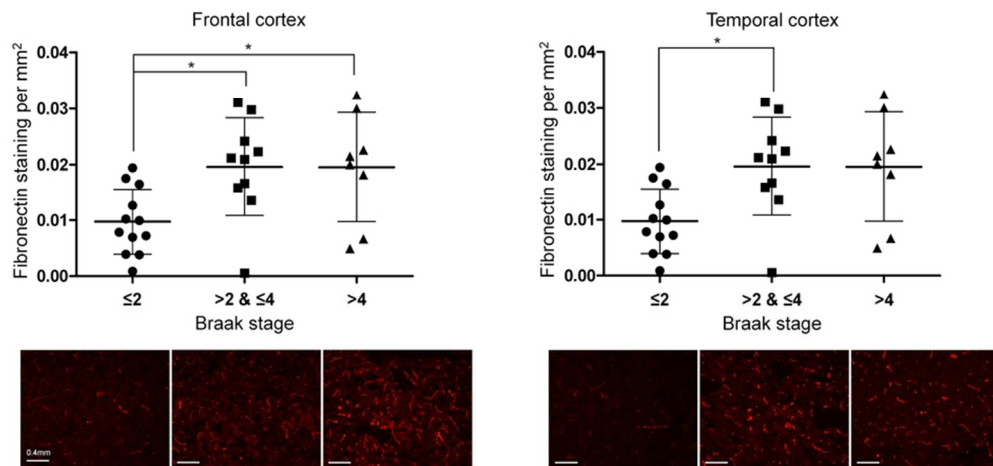 Frontal cortex
Fibronectin staining per mm²
0.04
0.03
0.02
0.01
0.00
*
*
≤2
>2 & ≤4
>4
Braak stage
0.4mm
Temporal cortex
Fibronectin staining per mm²
0.04
0.03
0.02
0.01
0.00
*
≤2
>2 & ≤4
>4
Braak stage